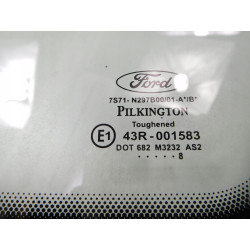 Ford
7S71- N297B00/01-A*/B*
PILKINGTON
Toughened
E1 43R-001583
DOT 682 M3232 AS2
..... 8